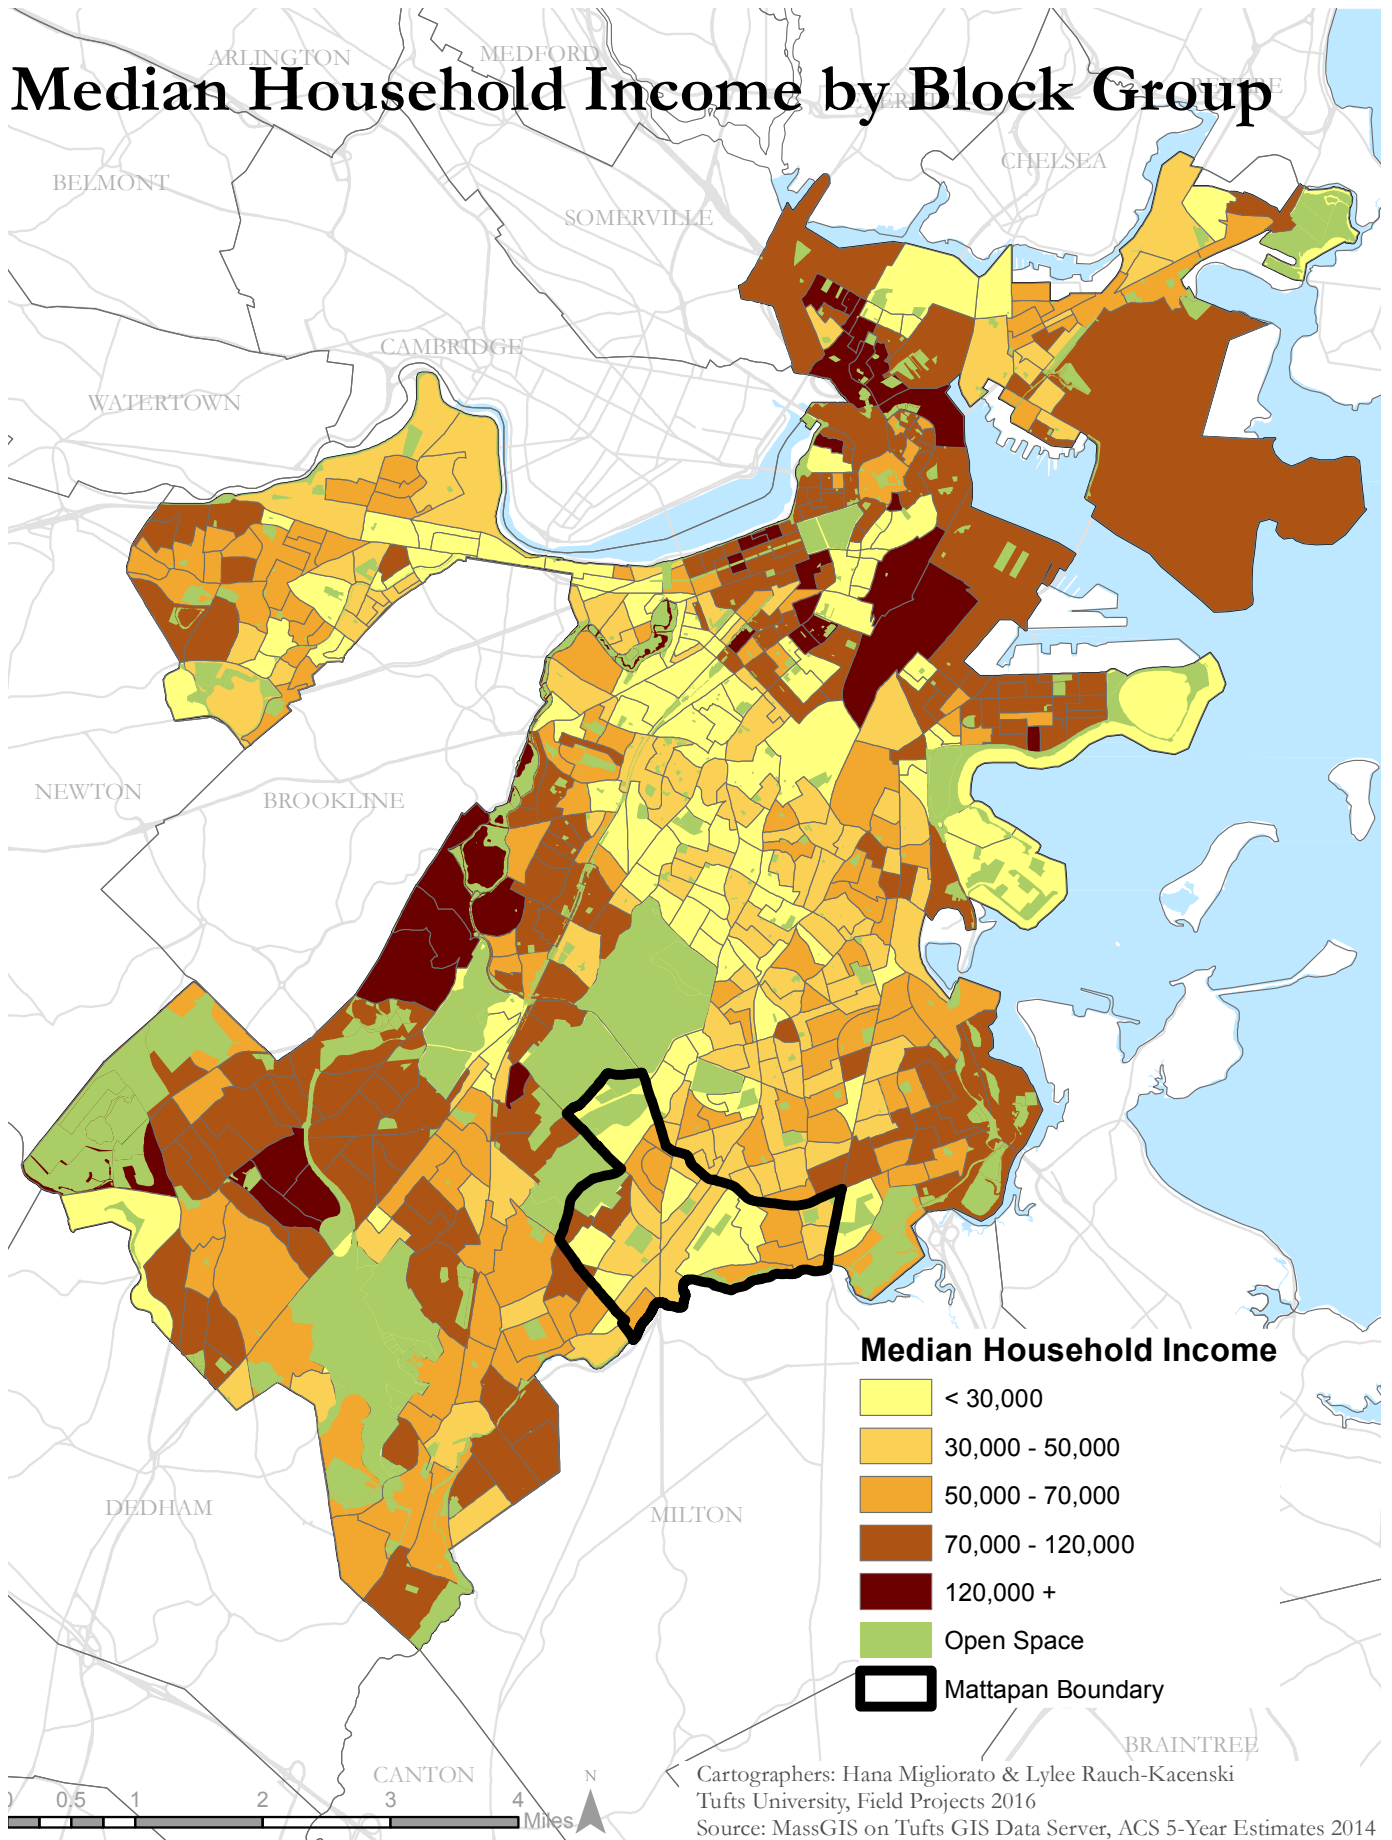 ARLINGTON
MEDFORD
Median Household Income by Block Group
EVERETT
REVERE
CHELSEA
BELMONT
SOMERVILLE
CAMBRIDGE
WATERTOWN
NEWTON
BROOKLINE
Median Household Income
< 30,000
30,000 - 50,000
50,000 - 70,000
70,000 - 120,000
120,000 +
Open Space
Mattapan Boundary
DEDHAM
MILTON
BRAINTREE
CANTON
N
0 0.5 1 2 3 4
Miles
Cartographers: Hana Migliorato & Lylee Rauch-Kacenski
Tufts University, Field Projects 2016
Source: MassGIS on Tufts GIS Data Server, ACS 5-Year Estimates 2014